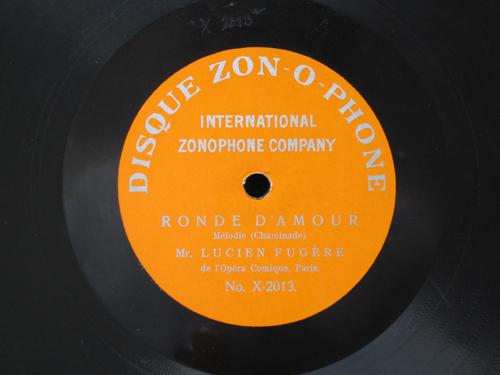 X 2013
DISQUE ZON-O-PHONE
INTERNATIONAL
ZONOPHONE COMPANY
RONDE D'AMOUR
Mélodie (Chaminade)
Mr. LUCIEN FUGÈRE
de l'Opéra Comique, Paris.
No. X-2013.